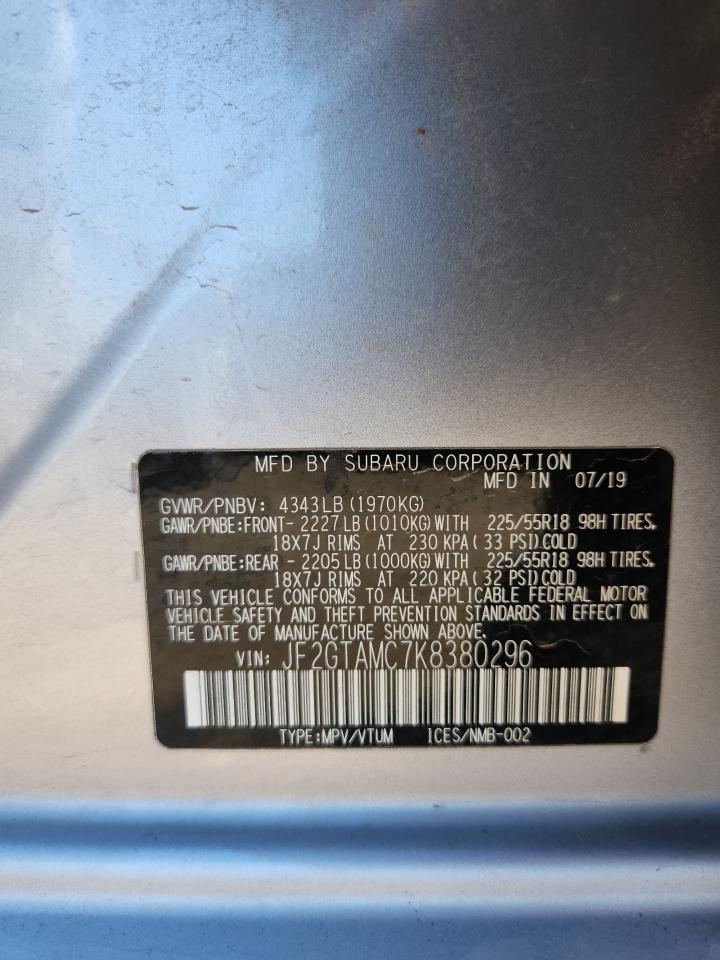 MFD BY SUBARU CORPORATION
MFD IN 07/19
GVWR/PNBV: 4343LB (1970KG)
GAWR/PNBE:FRONT- 2227LB (1010KG) WITH 225/55R18 98H TIRES,
18X7J RIMS AT 230 KPA (33 PSI) COLD
GAWR/PNBE:REAR - 2205LB (1000KG) WITH 225/55R18 98H TIRES,
18X7J RIMS AT 220 KPA (32 PSI) COLD
THIS VEHICLE CONFORMS TO ALL APPLICABLE FEDERAL MOTOR
VEHICLE SAFETY AND THEFT PREVENTION STANDARDS IN EFFECT ON
THE DATE OF MANUFACTURE SHOWN ABOVE.
VIN: JF2GTAMC7K8380296
TYPE:MPV/VTUM ICES/NMB-002